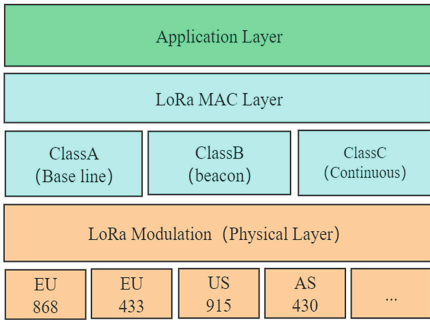 Application Layer
LoRa MAC Layer
ClassA
(Base line)
ClassB
(beacon)
ClassC
(Continuous)
LoRa Modulation (Physical Layer)
EU
868
EU
433
US
915
AS
430
...